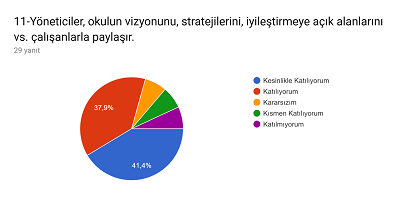 11-Yöneticiler, okulun vizyonunu, stratejilerini, iyileştirmeye açık alanlarını
vs. çalışanlarla paylaşır.
29 yanıt
37,9%
41,4%
Kesinlikle Katılıyorum
Katılıyorum
Kararsızım
Kısmen Katılıyorum
Katılmıyorum